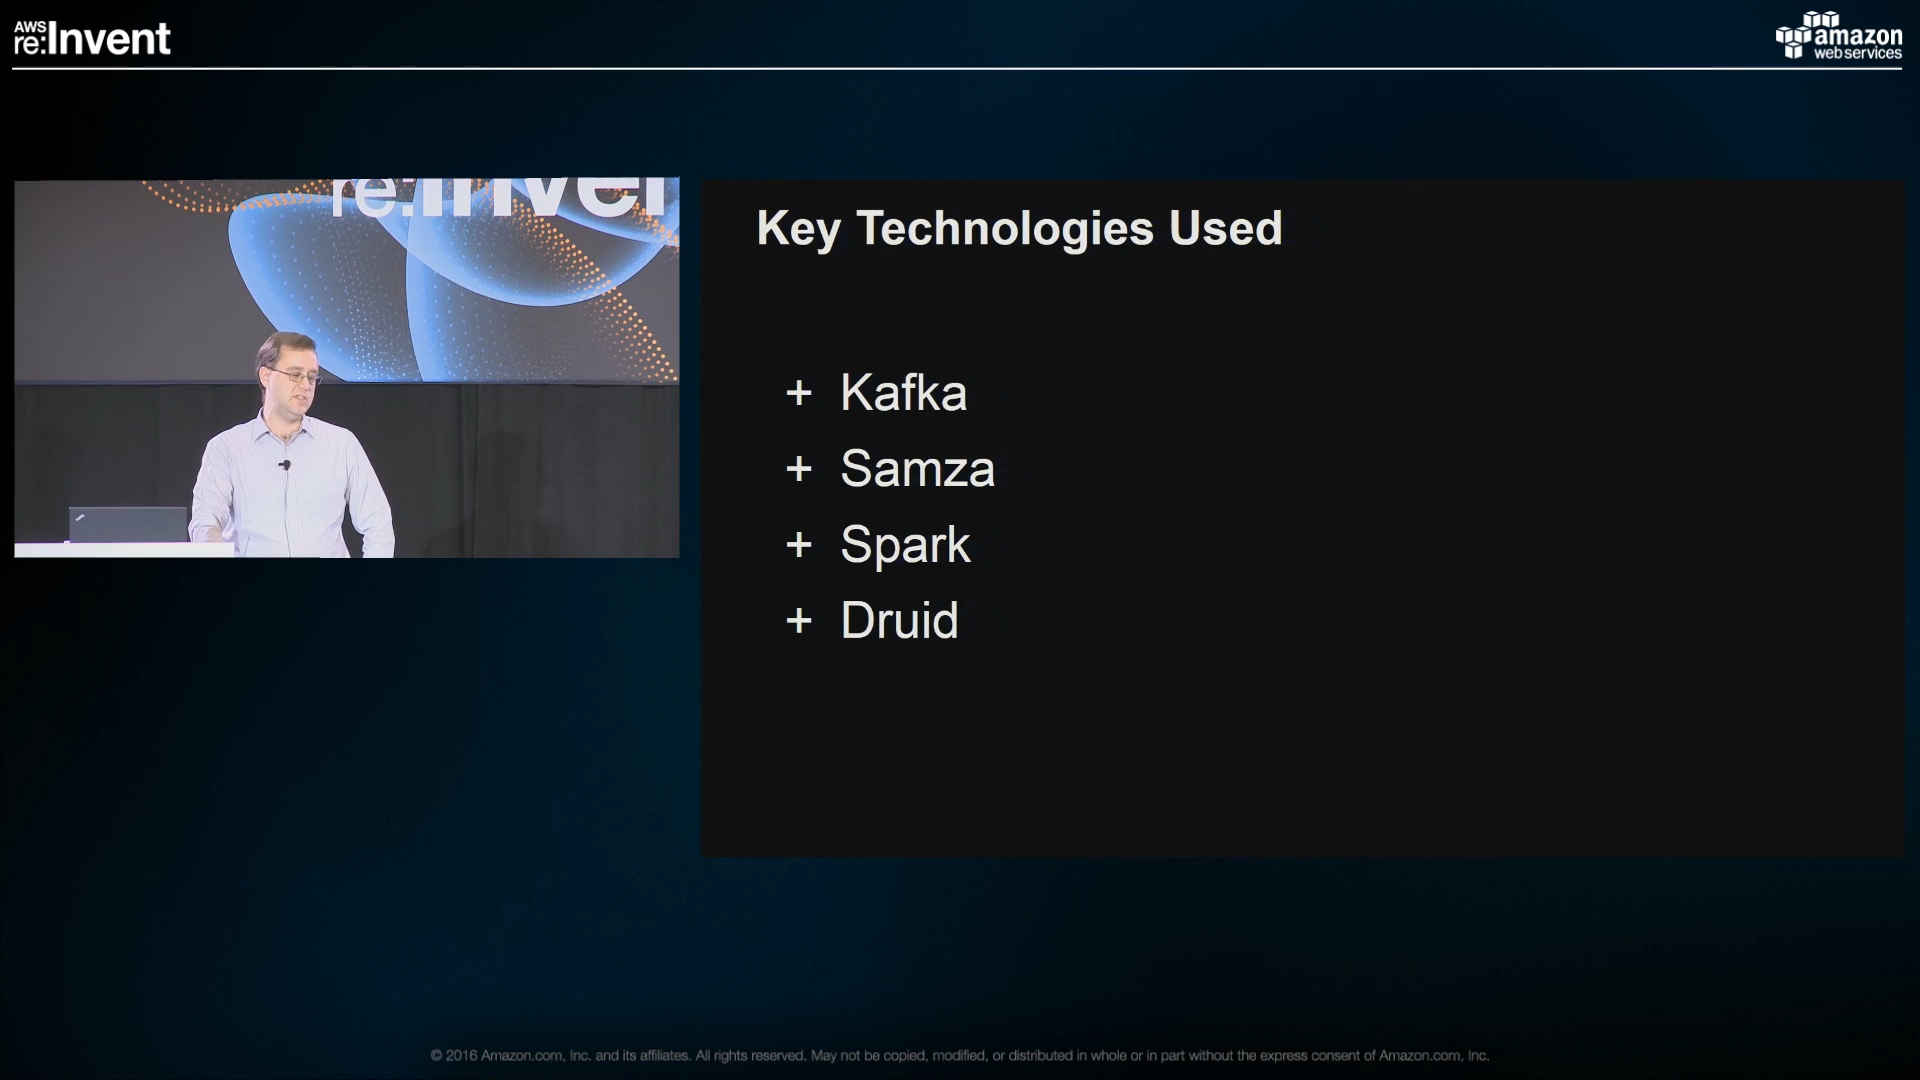 AWS
re:Invent
amazon
web services
re:Inven
Key Technologies Used
+ Kafka
+ Samza
+ Spark
+ Druid
© 2016 Amazon.com, Inc. and its affiliates. All rights reserved. May not be copied, modified, or distributed in whole or in part without the express consent of Amazon.com, Inc.